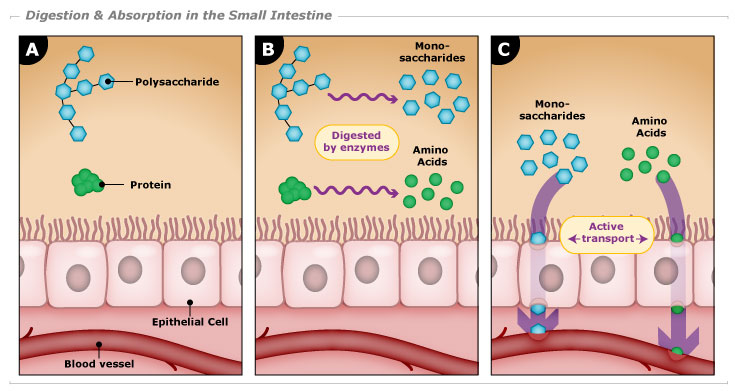 Digestion & Absorption in the Small Intestine
A
Polysaccharide
Protein
Epithelial Cell
Blood vessel
B
Mono-
saccharides
Digested
by enzymes
Amino
Acids
C
Mono-
saccharides
Amino
Acids
Active
transport